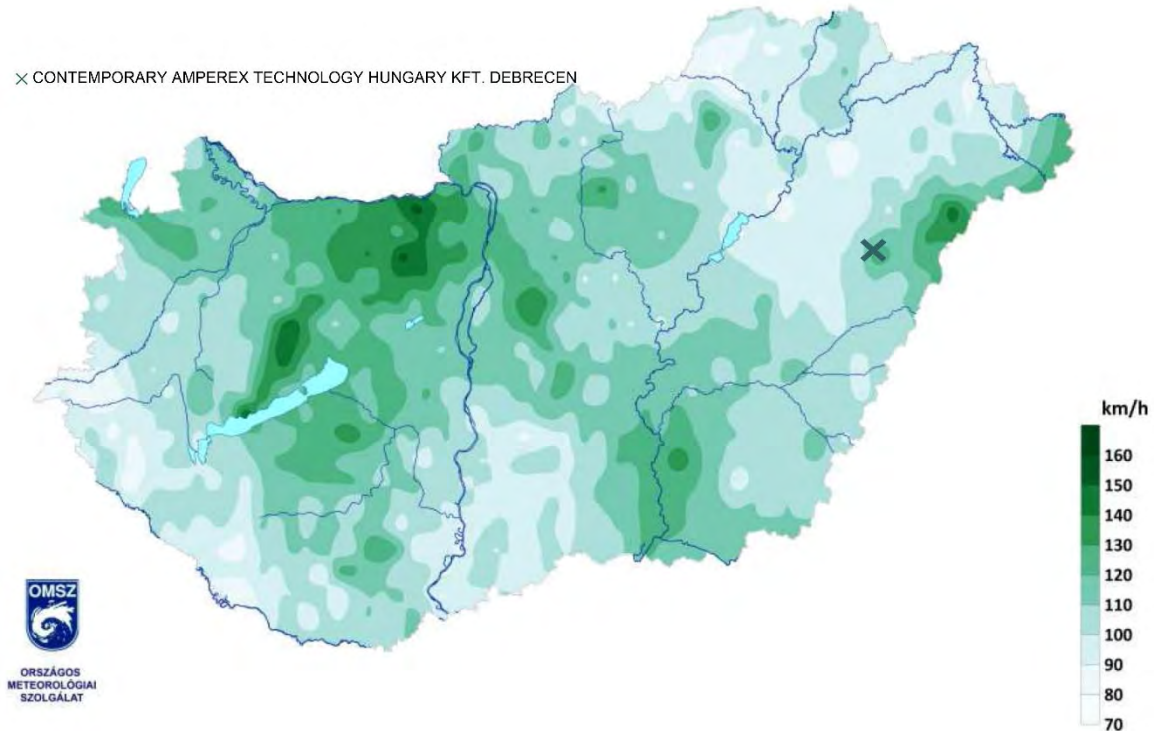 × CONTEMPORARY AMPEREX TECHNOLOGY HUNGARY KFT. DEBRECEN
km/h
160
150
140
130
120
110
100
90
80
70
OMSZ
ORSZÁGOS
METEOROLÓGIAI
SZOLGÁLAT